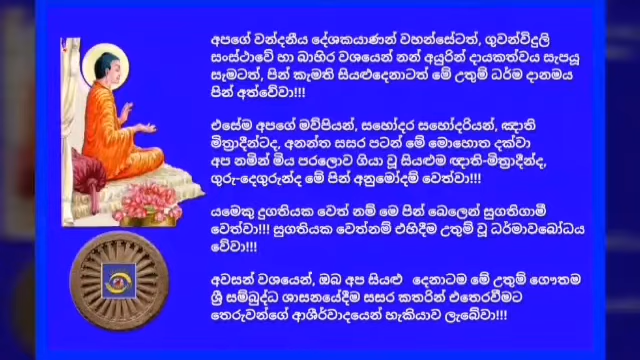 අපගේ වන්දනීය දේශකයාණන් වහන්සේටත්, ගුවන්විදුලි
සංස්ථාවේ හා බාහිර වශයෙන් නන් අයුරින් දායකත්වය සැපයූ
සැමටත්, පින් කැමති සියළුදෙනාටත් මේ උතුම් ධර්ම දානමය
පින් අත්වේවා!!!
එසේම අපගේ මව්පියන්, සහෝදර සහෝදරියන්, ඤාති
මිත්‍රාදීන්ටද, අනන්ත සසර පටන් මේ මොහොත දක්වා
අප නමින් මිය පරලොව ගියා වූ සියළුම ඥාති-මිත්‍රාදීන්ද,
ගුරු-දෙගුරුන්ද මේ පින් අනුමෝදම් වෙත්වා!!!
යමෙකු දුගතියක වෙත් නම් මෙ පින් බෙලෙන් සුගතිගාමී
වෙත්වා!!! සුගතියක වෙත්නම් එහිදීම උතුම් වූ ධර්මාවබෝධය
වේවා!!!
අවසන් වශයෙන්, ඔබ අප සියළු දෙනාටම මේ උතුම් ගෞතම
ශ්‍රී සම්බුද්ධ ශාසනයේදීම සසර කතරින් එතෙරවීමට
තෙරුවන්ගේ ආශීර්වාදයෙන් හැකියාව ලැබේවා!!!